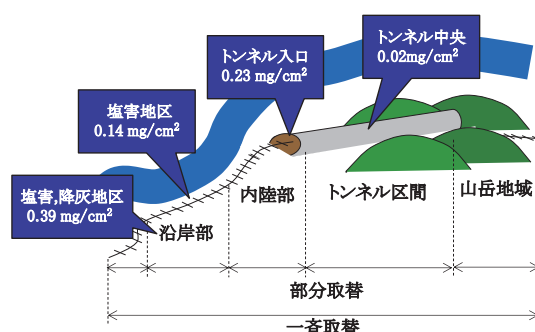 トンネル中央
0.02mg/cm²
トンネル入口
0.23 mg/cm²
塩害地区
0.14 mg/cm²
塩害,降灰地区
0.39 mg/cm²
沿岸部
内陸部
トンネル区間
山岳地域
部分取替
一斉取替